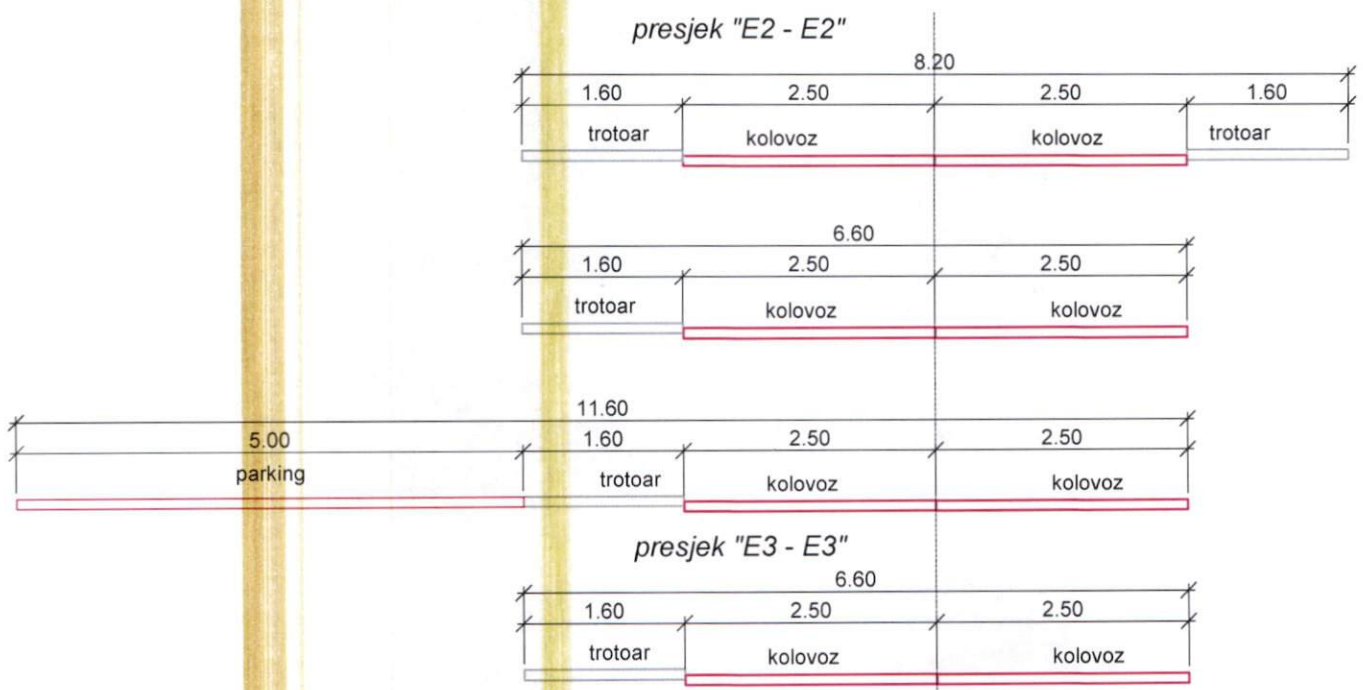 presjek "E2 - E2"
8.20
1.60 2.50 2.50 1.60
trotoar kolovoz kolovoz trotoar
6.60
1.60 2.50 2.50
trotoar kolovoz kolovoz
11.60
5.00 1.60 2.50 2.50
parking trotoar kolovoz kolovoz
presjek "E3 - E3"
6.60
1.60 2.50 2.50
trotoar kolovoz kolovoz